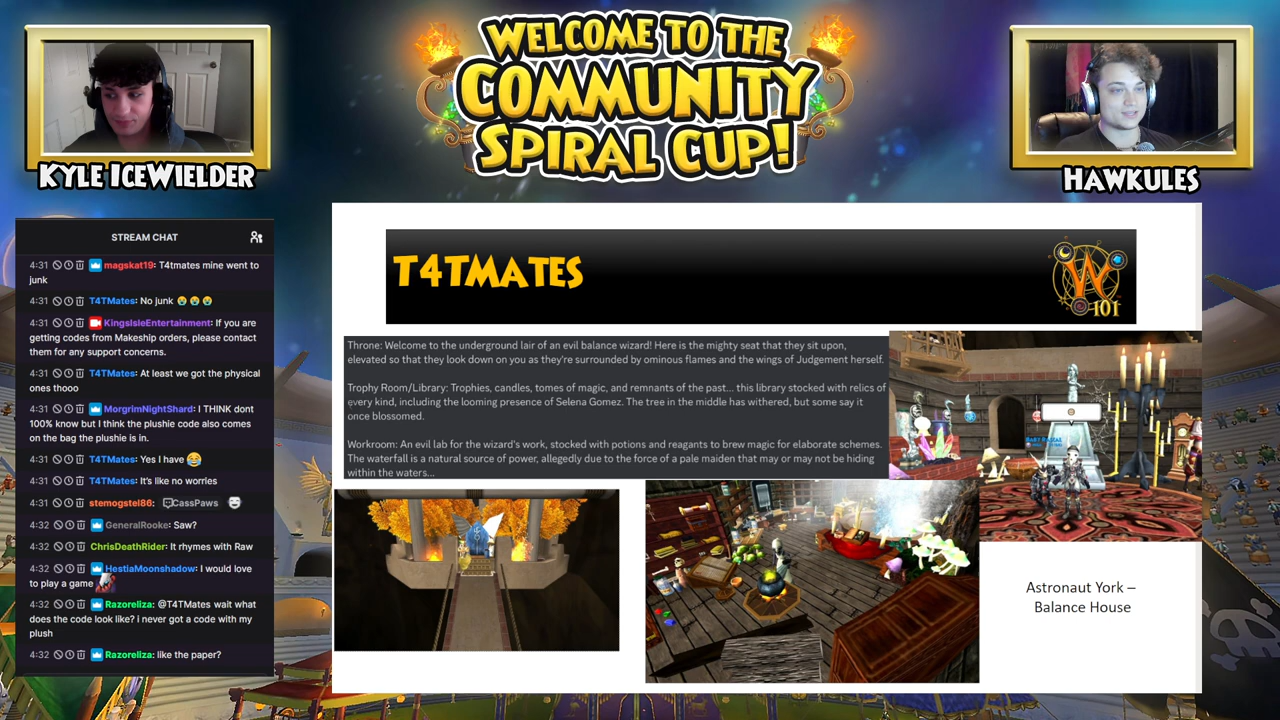 WELCOME TO THE
COMMUNITY
SPIRAL CUP!
KYLE ICEWIELDER
HAWKULES
STREAM CHAT
4:31 magskat19: T4tmates mine went to
junk
4:31 T4TMates: No junk 😭😭😭
4:31 KingsIsleEntertainment: If you are
getting codes from Makeship orders, please contact
them for any support concerns.
4:31 T4TMates: At least we got the physical
ones thooo
4:31 MorgrimNightShard: I THINK dont
100% know but I think the plushie code also comes
on the bag the plushie is in.
4:31 T4TMates: Yes I have 😂
4:31 T4TMates: It's like no worries
4:31 stemogstel86: CassPaws
4:32 GeneralRooke: Saw?
4:32 ChrisDeathRider: It rhymes with Raw
4:32 HestiaMoonshadow: I would love
to play a game
4:32 Razoreliza: @T4TMates wait what
does the code look like? i never got a code with my
plush
4:32 Razoreliza: like the paper?
T4TMATES
W
101
Throne: Welcome to the underground lair of an evil balance wizard! Here is the mighty seat that they sit upon,
elevated so that they look down on you as they're surrounded by ominous flames and the wings of Judgement herself.
Trophy Room/Library: Trophies, candles, tomes of magic, and remnants of the past... this library stocked with relics of
every kind, including the looming presence of Selena Gomez. The tree in the middle has withered, but some say it
once blossomed.
Workroom: An evil lab for the wizard's work, stocked with potions and reagants to brew magic for elaborate schemes.
The waterfall is a natural source of power, allegedly due to the force of a pale maiden that may or may not be hiding
within the waters...
Astronaut York –
Balance House